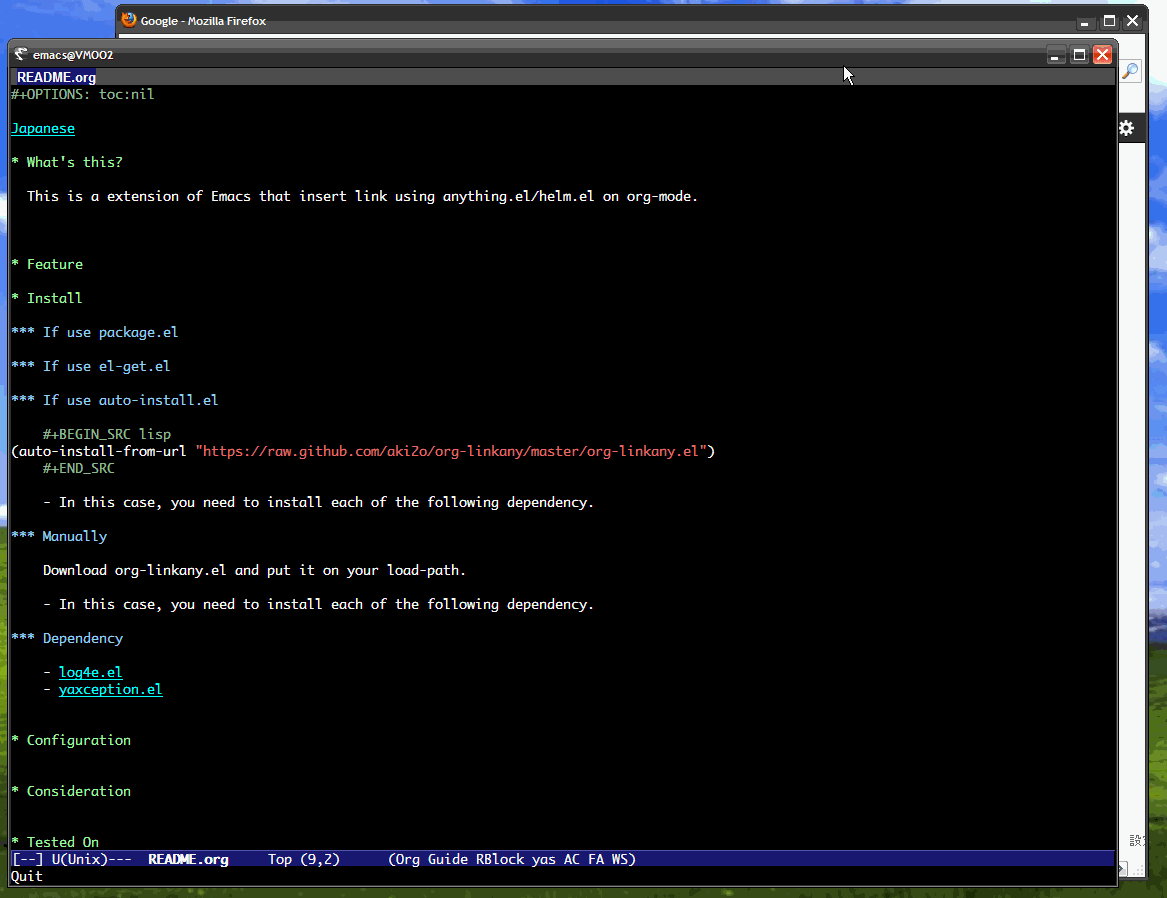 Google - Mozilla Firefox
emacs@VM002
README.org
#+OPTIONS: toc:nil
Japanese
* What's this?
This is a extension of Emacs that insert link using anything.el/helm.el on org-mode.
* Feature
* Install
*** If use package.el
*** If use el-get.el
*** If use auto-install.el
#+BEGIN_SRC lisp
(auto-install-from-url "https://raw.github.com/aki2o/org-linkany/master/org-linkany.el")
#+END_SRC
- In this case, you need to install each of the following dependency.
*** Manually
Download org-linkany.el and put it on your load-path.
- In this case, you need to install each of the following dependency.
*** Dependency
- log4e.el
- yaxception.el
* Configuration
* Consideration
* Tested On
[--] U(Unix)--- README.org Top (9,2) (Org Guide RBlock yas AC FA WS)
Quit